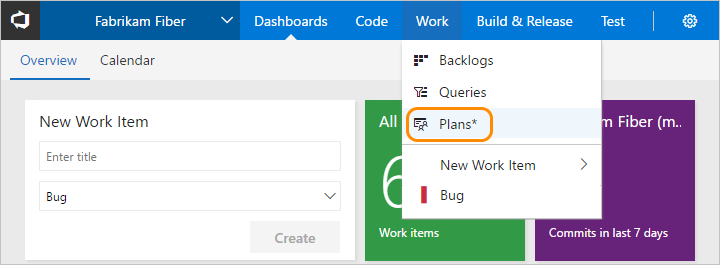 Fabrikam Fiber
Dashboards
Code
Work
Build & Release
Test
Overview
Calendar
New Work Item
Enter title
Bug
Create
Backlogs
Queries
Plans*
New Work Item
Bug
All
6
Work items
m Fiber (m..
Commits in last 7 days